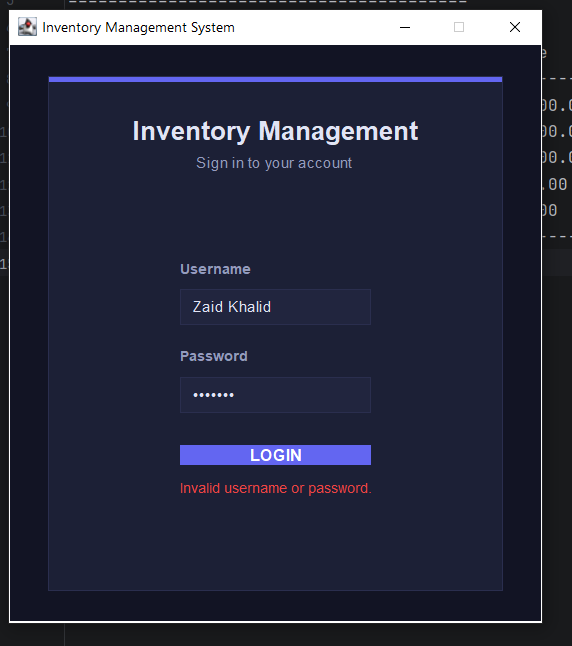 Inventory Management System
Inventory Management
Sign in to your account
Username
Zaid Khalid
Password
•••••••
LOGIN
Invalid username or password.